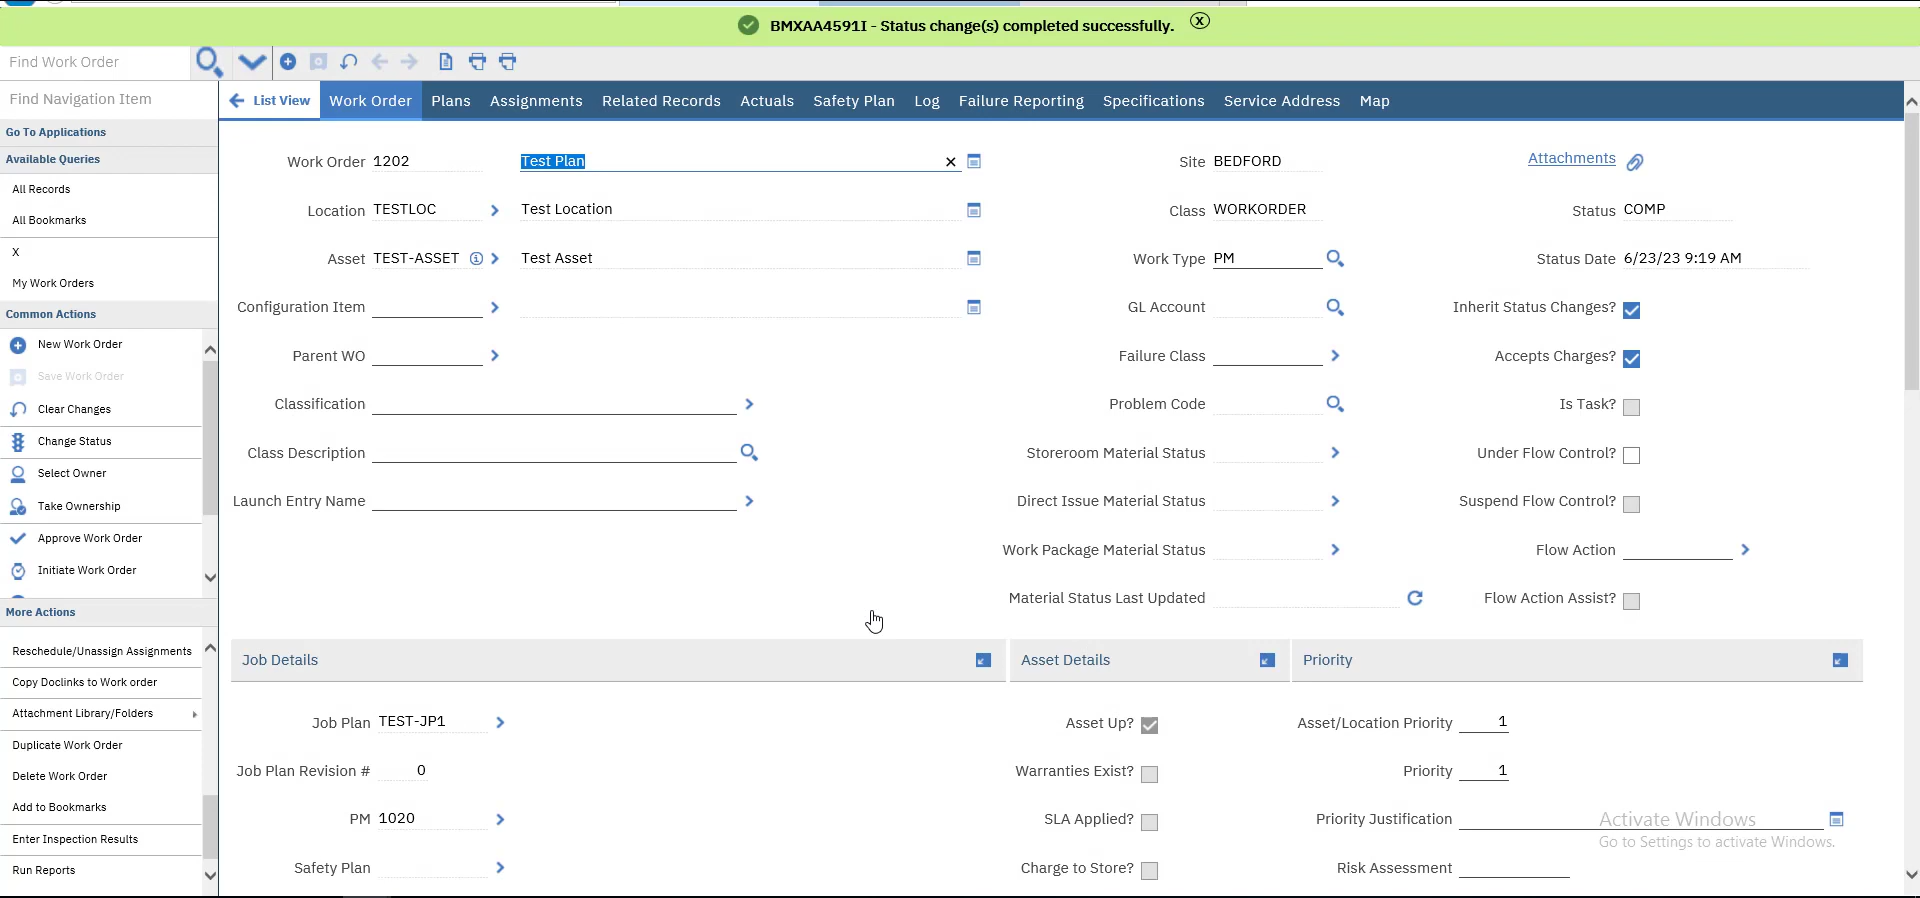 BMXAA4591I - Status change(s) completed successfully.
Find Work Order
Find Navigation Item
List View Work Order Plans Assignments Related Records Actuals Safety Plan Log Failure Reporting Specifications Service Address Map
Go To Applications
Available Queries
All Records
All Bookmarks
X
My Work Orders
Common Actions
New Work Order
Save Work Order
Clear Changes
Change Status
Select Owner
Take Ownership
Approve Work Order
Initiate Work Order
More Actions
Reschedule/Unassign Assignments
Copy Doclinks to Work order
Attachment Library/Folders
Duplicate Work Order
Delete Work Order
Add to Bookmarks
Enter Inspection Results
Run Reports
Work Order 1202 Test Plan
Location TESTLOC Test Location
Asset TEST-ASSET Test Asset
Configuration Item
Parent WO
Classification
Class Description
Launch Entry Name
Site BEDFORD
Class WORKORDER
Work Type PM
GL Account
Failure Class
Problem Code
Storeroom Material Status
Direct Issue Material Status
Work Package Material Status
Material Status Last Updated
Attachments
Status COMP
Status Date 6/23/23 9:19 AM
Inherit Status Changes?
Accepts Charges?
Is Task?
Under Flow Control?
Suspend Flow Control?
Flow Action
Flow Action Assist?
Job Details
Job Plan TEST-JP1
Job Plan Revision # 0
PM 1020
Safety Plan
Asset Details
Asset Up?
Warranties Exist?
SLA Applied?
Charge to Store?
Priority
Asset/Location Priority 1
Priority 1
Priority Justification
Risk Assessment
Activate Windows
Go to Settings to activate Windows.